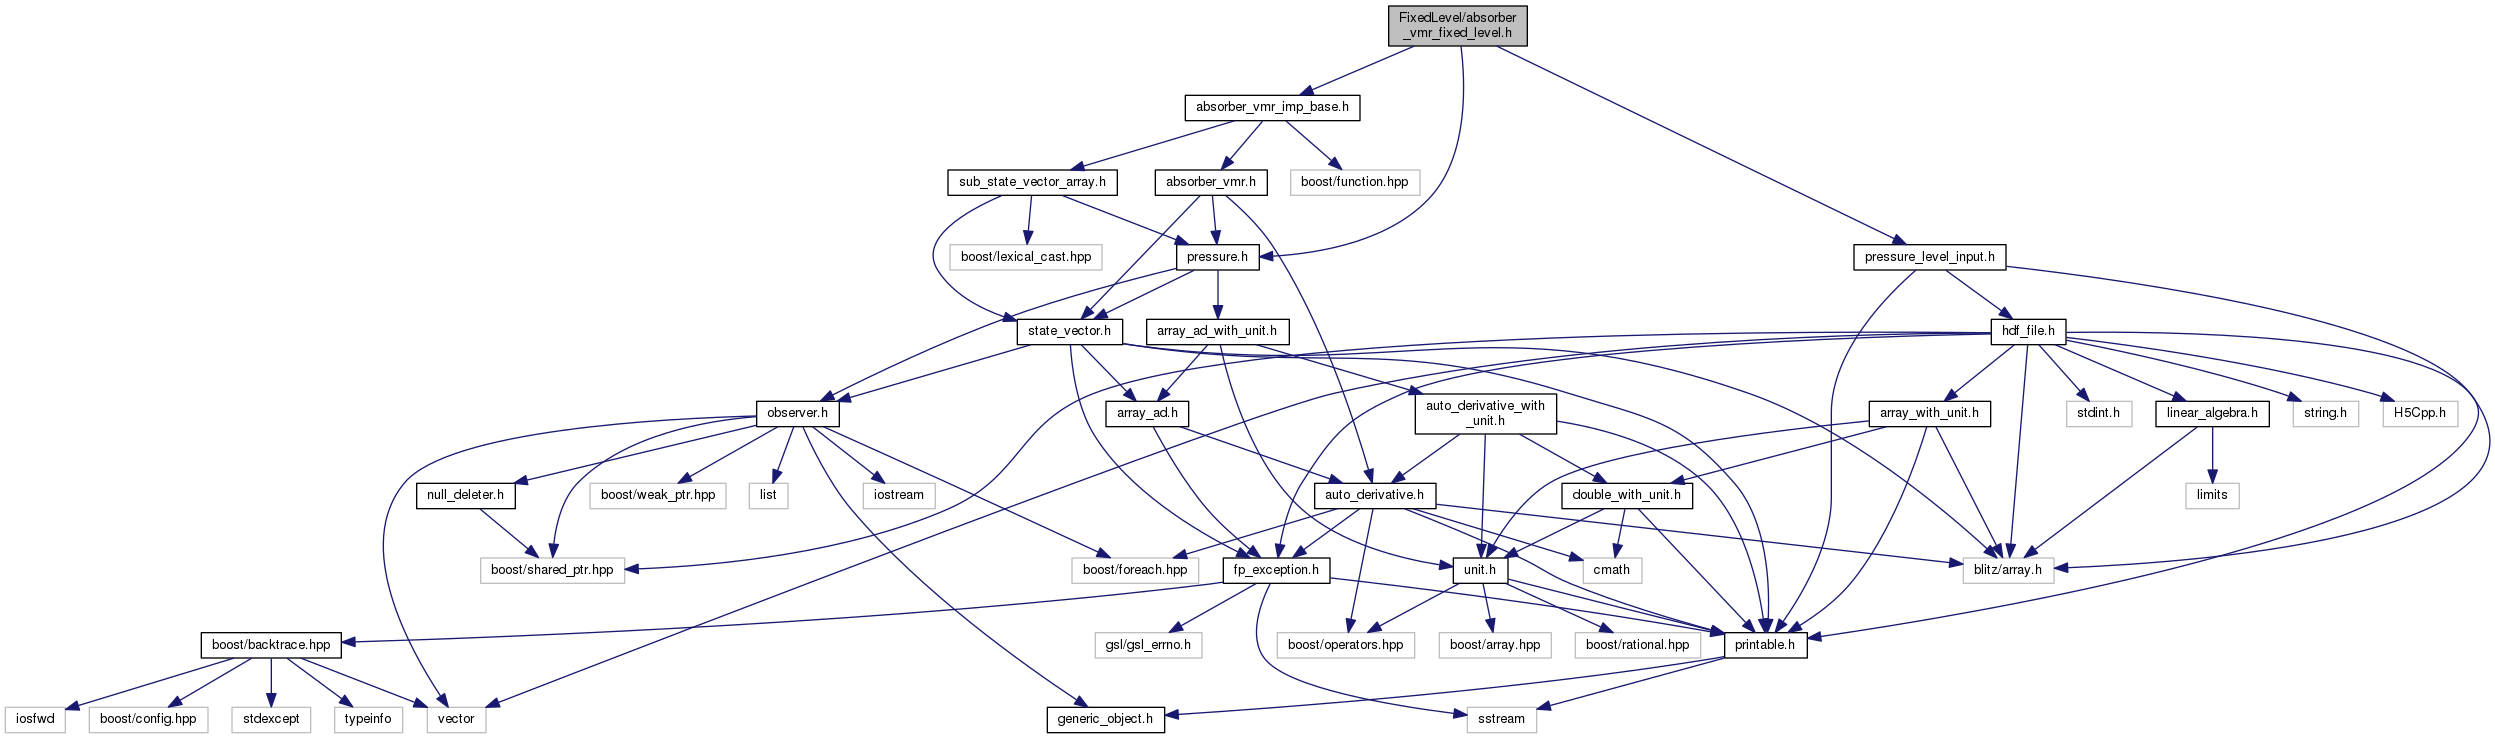 FixedLevel/absorber
_vmr_fixed_level.h
absorber_vmr_imp_base.h
sub_state_vector_array.h
absorber_vmr.h
boost/function.hpp
boost/lexical_cast.hpp
pressure.h
pressure_level_input.h
state_vector.h
array_ad_with_unit.h
hdf_file.h
observer.h
array_ad.h
auto_derivative_with
_unit.h
array_with_unit.h
stdint.h
linear_algebra.h
string.h
H5Cpp.h
null_deleter.h
boost/weak_ptr.hpp
list
iostream
auto_derivative.h
double_with_unit.h
limits
boost/shared_ptr.hpp
boost/foreach.hpp
fp_exception.h
unit.h
cmath
blitz/array.h
boost/backtrace.hpp
gsl/gsl_errno.h
boost/operators.hpp
boost/array.hpp
boost/rational.hpp
printable.h
iosfwd
boost/config.hpp
stdexcept
typeinfo
vector
generic_object.h
sstream